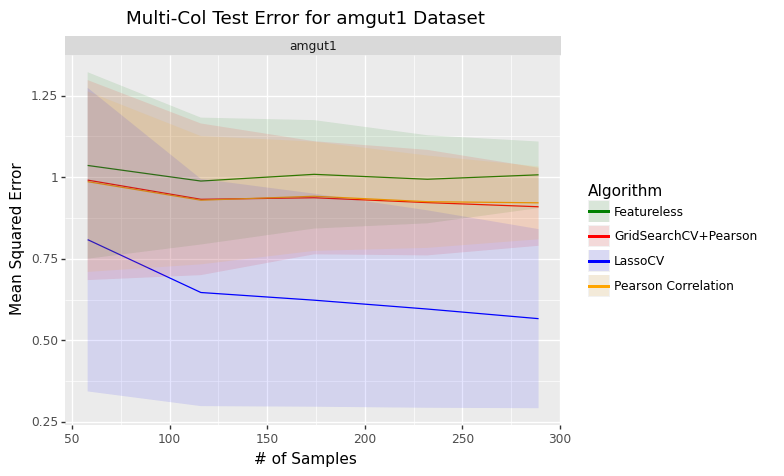 Multi-Col Test Error for amgut1 Dataset
amgut1
Mean Squared Error
1.25
1
0.75
0.50
0.25
50 100 150 200 250 300
# of Samples
Algorithm
Featureless
GridSearchCV+Pearson
LassoCV
Pearson Correlation